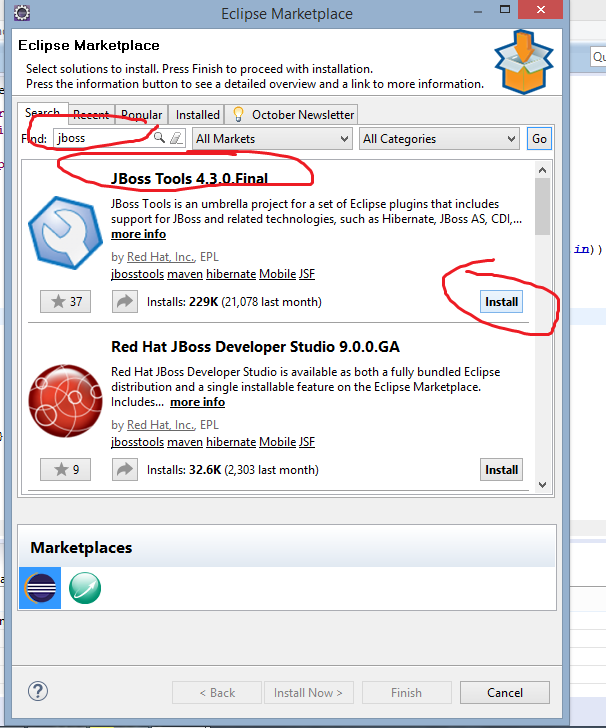 Eclipse Marketplace
Eclipse Marketplace
Select solutions to install. Press Finish to proceed with installation.
Press the information button to see a detailed overview and a link to more information.
Search Recent Popular Installed October Newsletter
Find: jboss All Markets All Categories Go
JBoss Tools 4.3.0.Final
JBoss Tools is an umbrella project for a set of Eclipse plugins that includes
support for JBoss and related technologies, such as Hibernate, JBoss AS, CDI,...
more info
by Red Hat, Inc., EPL
jbosstools maven hibernate Mobile JSF
37 Installs: 229K (21,078 last month) Install
Red Hat JBoss Developer Studio 9.0.0.GA
Red Hat JBoss Developer Studio is available as both a fully bundled Eclipse
distribution and a single installable feature on the Eclipse Marketplace.
Includes... more info
by Red Hat, Inc., EPL
jbosstools maven hibernate Mobile JSF
9 Installs: 32.6K (2,303 last month) Install
Marketplaces
? < Back Install Now > Finish Cancel
Qu
in))